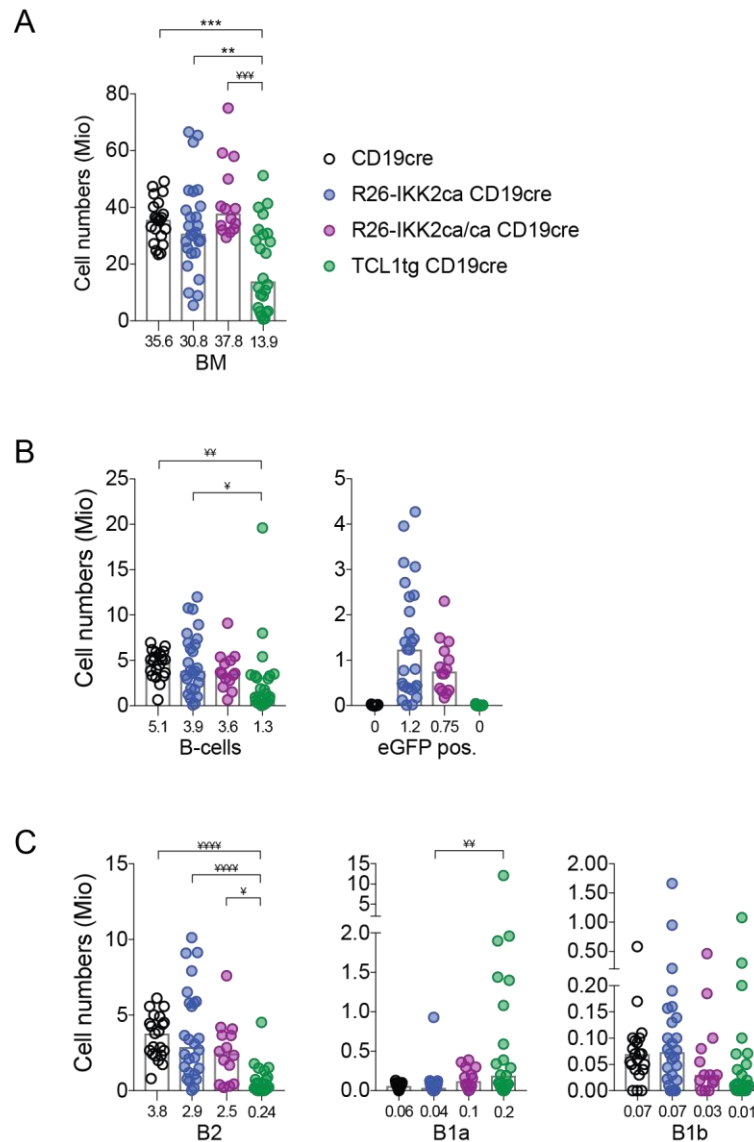 A
***
**
¥¥¥
Cell numbers (Mio)
80
60
40
20
0
35.6 30.8 37.8 13.9
BM
CD19cre
R26-IKK2ca CD19cre
R26-IKK2ca/ca CD19cre
TCL1tg CD19cre
B
¥¥
¥
Cell numbers (Mio)
25
20
15
10
5
0
5.1 3.9 3.6 1.3
B-cells
5
4
3
2
1
0
0 1.2 0.75 0
eGFP pos.
C
¥¥¥¥
¥¥¥¥
¥
Cell numbers (Mio)
15
10
5
0
3.8 2.9 2.5 0.24
B2
¥¥
15
10
5
2.0
1.5
1.0
0.5
0.0
0.06 0.04 0.1 0.2
B1a
2.00
1.50
1.00
0.50
0.20
0.15
0.10
0.05
0.00
0.07 0.07 0.03 0.01
B1b